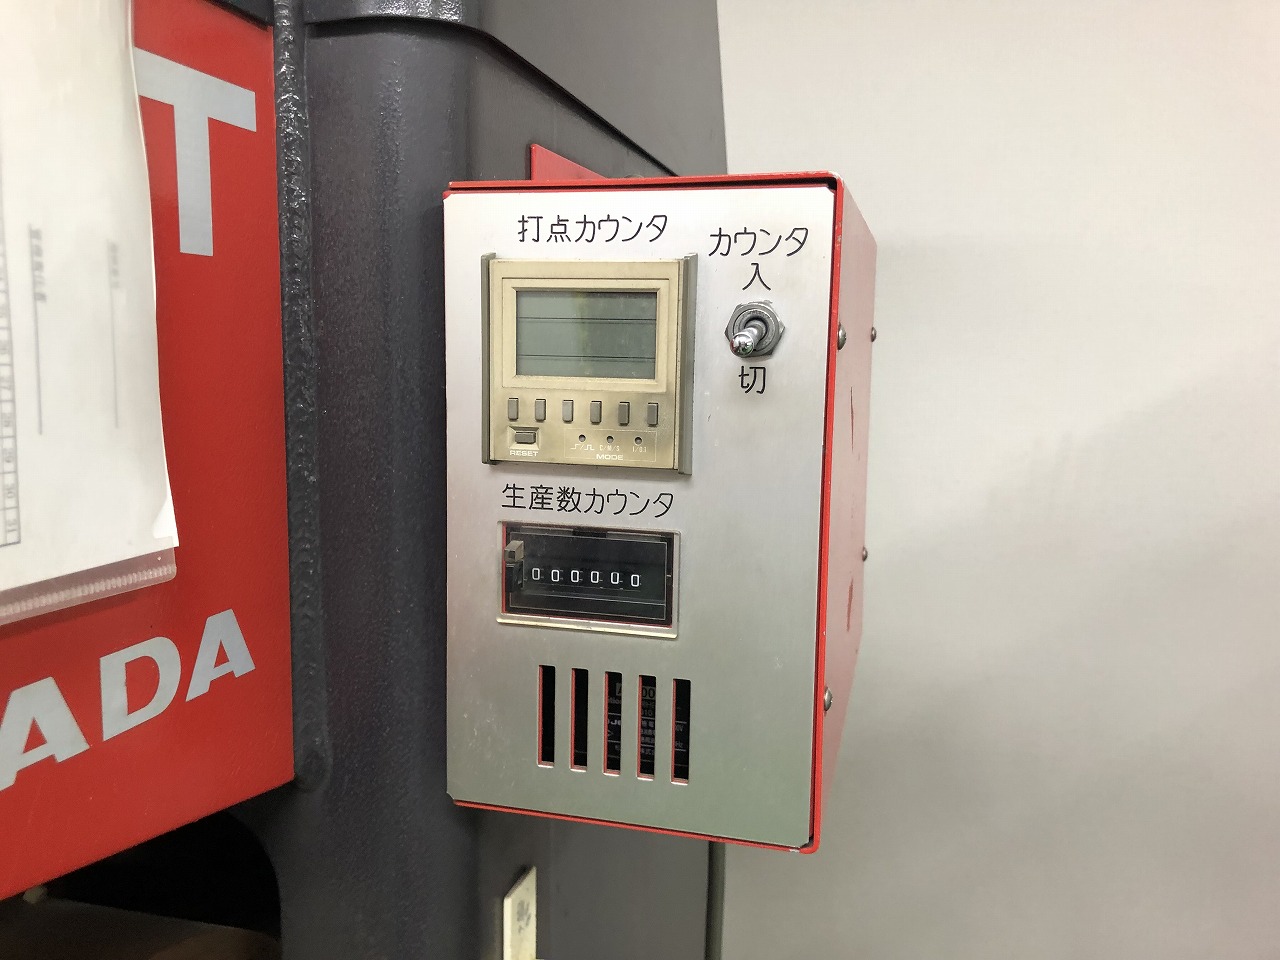 T
ADA
打点カウンタ
カウンタ
入
切
RESET
C/M/S
MODE
生産数カウンタ
000000